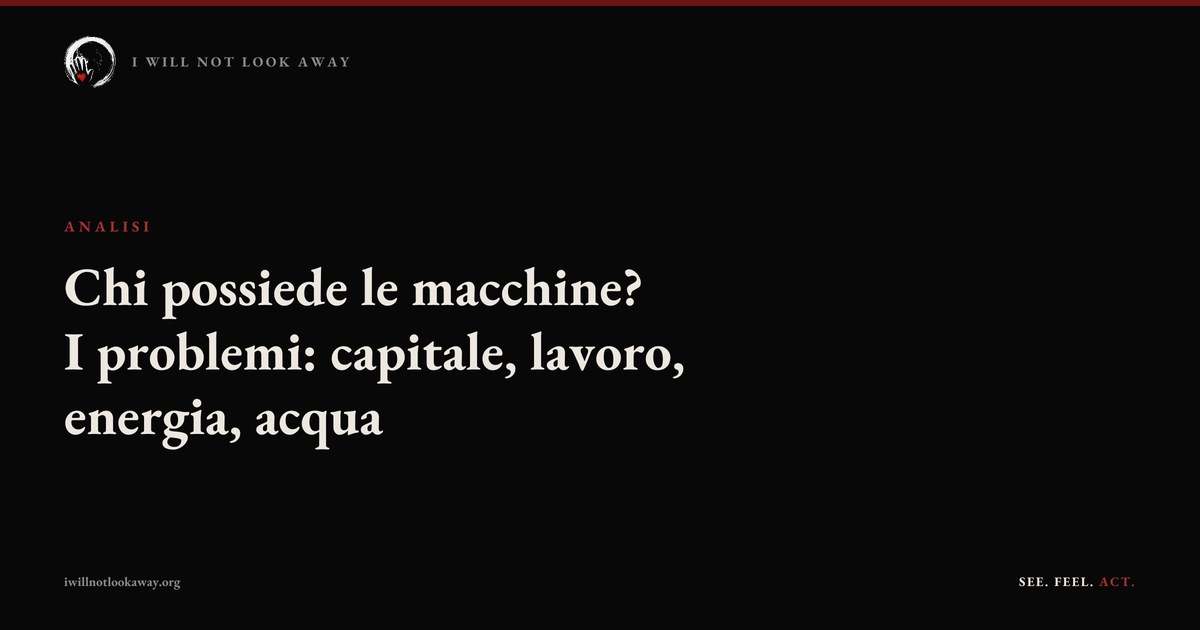 I WILL NOT LOOK AWAY
ANALISI
Chi possiede le macchine?
I problemi: capitale, lavoro,
energia, acqua
iwillnotlookaway.org
SEE. FEEL. ACT.